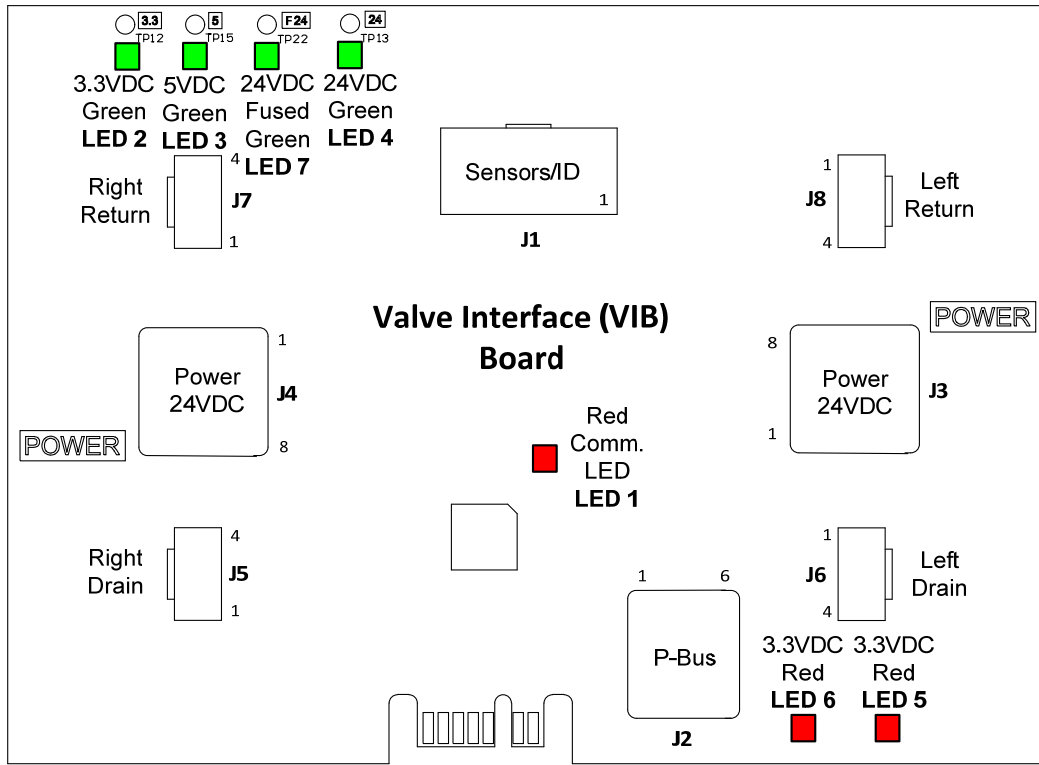 3.3
TP12
5
TP15
F24
TP22
24
TP13
3.3VDC
Green
LED 2
5VDC
Green
LED 3
24VDC
Fused
Green
LED 7
24VDC
Green
LED 4
Right
Return
4
J7
1
Sensors/ID
1
J1
1
J8
4
Left
Return
Valve Interface (VIB)
Board
POWER
Power
24VDC
1
J4
8
POWER
8
1
Power
24VDC
J3
Red
Comm.
LED
LED 1
Right
Drain
4
J5
1
1
J6
4
Left
Drain
1 6
P-Bus
J2
3.3VDC
Red
LED 6
3.3VDC
Red
LED 5